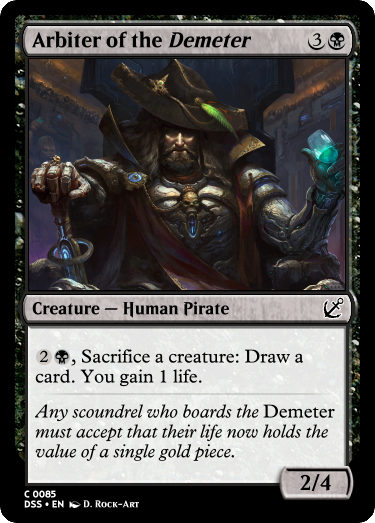 Arbiter of the Demeter 3
Creature — Human Pirate
2, Sacrifice a creature: Draw a
card. You gain 1 life.
Any scoundrel who boards the Demeter
must accept that their life now holds the
value of a single gold piece.
2/4
C 0085
DSS • EN D. Rock-Art